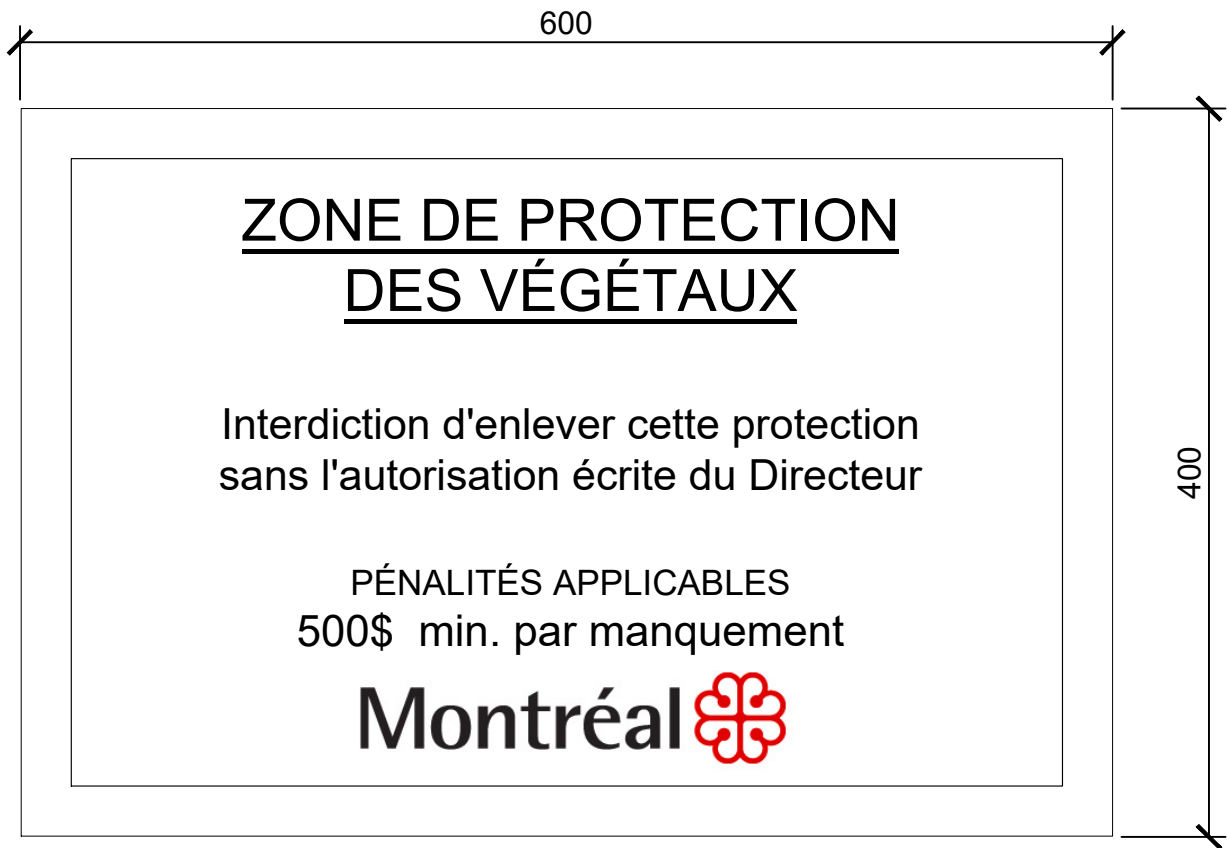 600
ZONE DE PROTECTION
DES VÉGÉTAUX
Interdiction d'enlever cette protection
sans l'autorisation écrite du Directeur
400
PÉNALITÉS APPLICABLES
500$ min. par manquement
Montréal